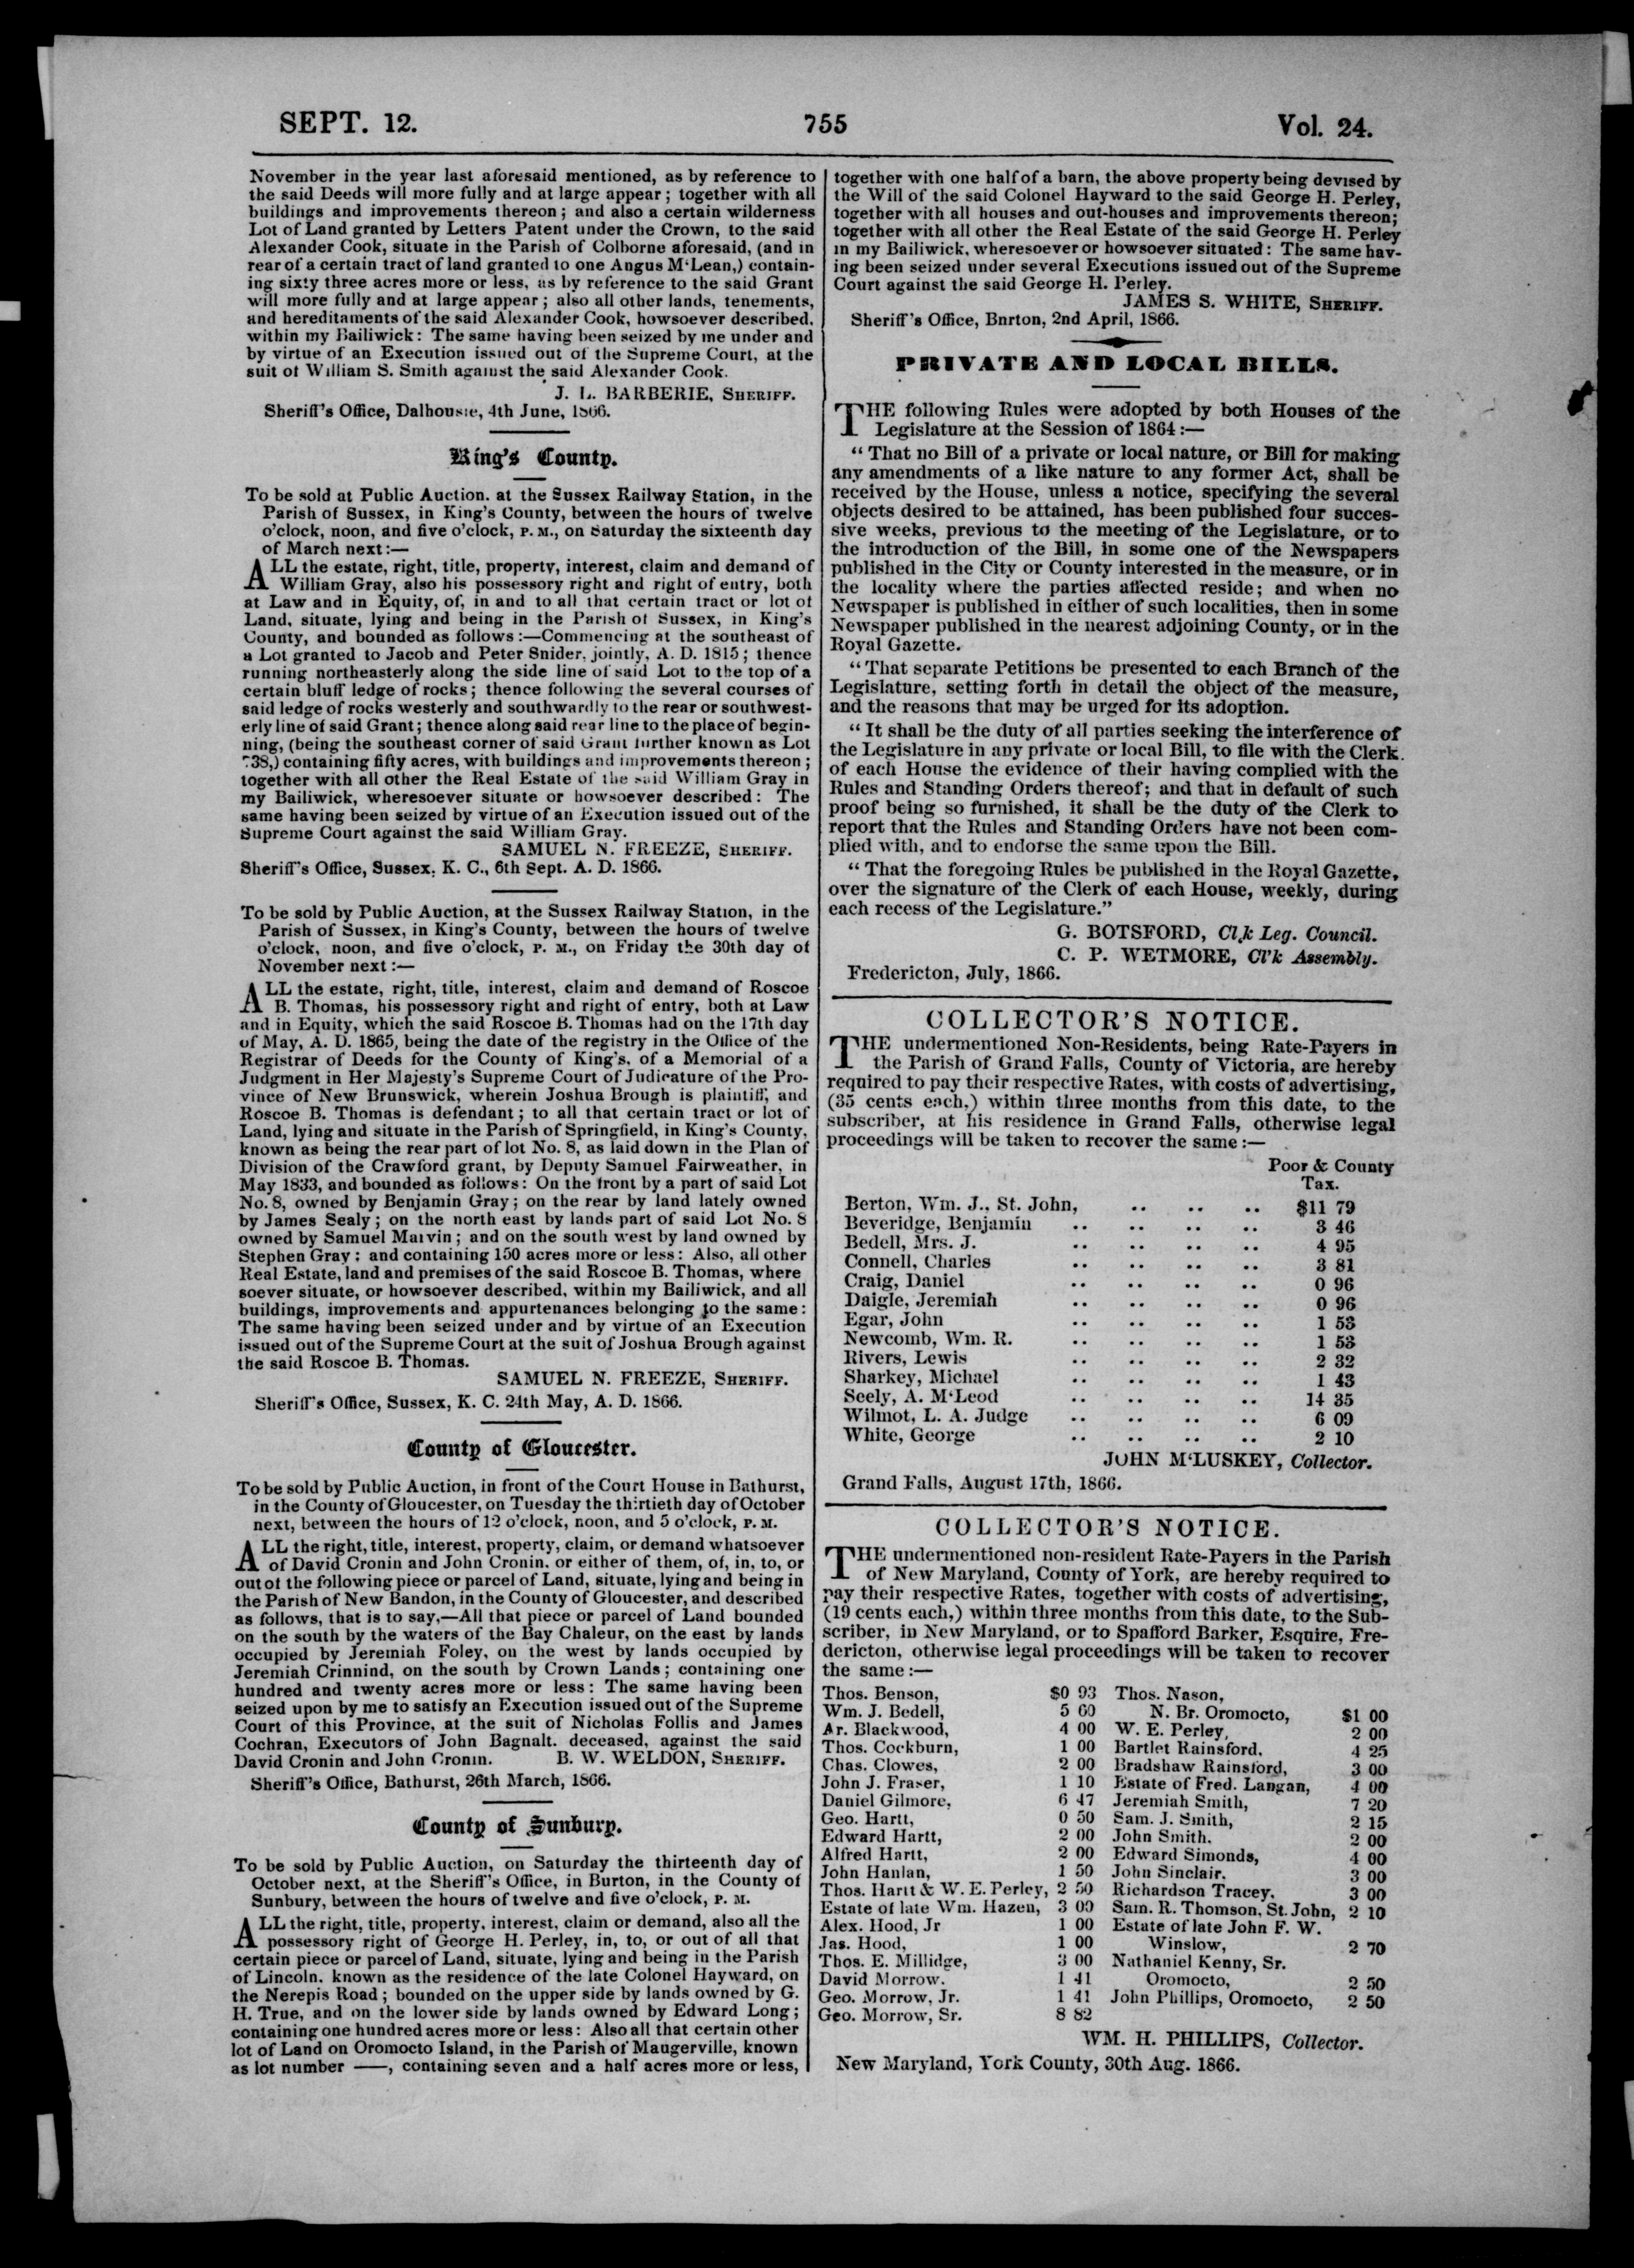 SEPT. 12.
755
Vol. 24.
November in the year last aforesaid mentioned, as by reference to
the said Deeds will more fully and at large appear; together with all
buildings and improvements thereon; and also a certain wilderness
Lot of Land granted by Letters Patent under the Crown, to the said
Alexander Cook, situate in the Parish of Colborne aforesaid, (and in
rear of a certain tract of land granted to one Angus M'Lean,) contain-
ing sixty three acres more or less, as by reference to the said Grant
will more fully and at large appear; also all other lands, tenements,
and hereditaments of the said Alexander Cook, howsoever described,
within my Bailiwick: The same having been seized by me under and
by virtue of an Execution issued out of the Supreme Court, at the
suit of William S. Smith against the said Alexander Cook.
J. L. BARBERIE, SHERIFF.
Sheriff's Office, Dalhousie, 4th June, 1866.
King's County.
To be sold at Public Auction. at the Sussex Railway Station, in the
Parish of Sussex, in King's County, between the hours of twelve
o'clock, noon, and five o'clock, P. M., on Saturday the sixteenth day
of March next:—
ALL the estate, right, title, property, interest, claim and demand of
William Gray, also his possessory right and right of entry, both
at Law and in Equity, of, in and to all that certain tract or lot of
Land, situate, lying and being in the Parish of Sussex, in King's
County, and bounded as follows:—Commencing at the southeast of
a Lot granted to Jacob and Peter Snider, jointly, A. D. 1815; thence
running northeasterly along the side line of said Lot to the top of a
certain bluff ledge of rocks; thence following the several courses of
said ledge of rocks westerly and southwardly to the rear or southwest-
erly line of said Grant; thence along said rear line to the place of begin-
ning, (being the southeast corner of said Grant further known as Lot
38,) containing fifty acres, with buildings and improvements thereon;
together with all other the Real Estate of the said William Gray in
my Bailiwick, wheresoever situate or howsoever described: The
same having been seized by virtue of an Execution issued out of the
Supreme Court against the said William Gray.
SAMUEL N. FREEZE, SHERIFF.
Sheriff's Office, Sussex, K. C., 6th Sept. A. D. 1866.
To be sold by Public Auction, at the Sussex Railway Station, in the
Parish of Sussex, in King's County, between the hours of twelve
o'clock, noon, and five o'clock, P. M., on Friday the 30th day of
November next:—
ALL the estate, right, title, interest, claim and demand of Roscoe
B. Thomas, his possessory right and right of entry, both at Law
and in Equity, which the said Roscoe B. Thomas had on the 17th day
of May, A. D. 1865, being the date of the registry in the Office of the
Registrar of Deeds for the County of King's, of a Memorial of a
Judgment in Her Majesty's Supreme Court of Judicature of the Pro-
vince of New Brunswick, wherein Joshua Brough is plaintiff, and
Roscoe B. Thomas is defendant; to all that certain tract or lot of
Land, lying and situate in the Parish of Springfield, in King's County,
known as being the rear part of lot No. 8, as laid down in the Plan of
Division of the Crawford grant, by Deputy Samuel Fairweather, in
May 1833, and bounded as follows: On the front by a part of said Lot
No. 8, owned by Benjamin Gray; on the rear by land lately owned
by James Sealy; on the north east by lands part of said Lot No. 8
owned by Samuel Marvin; and on the south west by land owned by
Stephen Gray: and containing 150 acres more or less: Also, all other
Real Estate, land and premises of the said Roscoe B. Thomas, where
soever situate, or howsoever described, within my Bailiwick, and all
buildings, improvements and appurtenances belonging to the same:
The same having been seized under and by virtue of an Execution
issued out of the Supreme Court at the suit of Joshua Brough against
the said Roscoe B. Thomas.
SAMUEL N. FREEZE, SHERIFF.
Sheriff's Office, Sussex, K. C. 24th May, A. D. 1866.
County of Gloucester.
To be sold by Public Auction, in front of the Court House in Bathurst,
in the County of Gloucester, on Tuesday the thirtieth day of October
next, between the hours of 12 o'clock, noon, and 5 o'clock, P. M.
ALL the right, title, interest, property, claim, or demand whatsoever
of David Cronin and John Cronin, or either of them, of, in, to, or
out of the following piece or parcel of Land, situate, lying and being in
the Parish of New Bandon, in the County of Gloucester, and described
as follows, that is to say,—All that piece or parcel of Land bounded
on the south by the waters of the Bay Chaleur, on the east by lands
occupied by Jeremiah Foley, on the west by lands occupied by
Jeremiah Crinnind, on the south by Crown Lands; containing one
hundred and twenty acres more or less: The same having been
seized upon by me to satisfy an Execution issued out of the Supreme
Court of this Province, at the suit of Nicholas Follis and James
Cochran, Executors of John Bagnalt. deceased, against the said
David Cronin and John Cronin. B. W. WELDON, SHERIFF.
Sheriff's Office, Bathurst, 26th March, 1866.
County of Sunbury.
To be sold by Public Auction, on Saturday the thirteenth day of
October next, at the Sheriff's Office, in Burton, in the County of
Sunbury, between the hours of twelve and five o'clock, P. M.
ALL the right, title, property, interest, claim or demand, also all the
possessory right of George H. Perley, in, to, or out of all that
certain piece or parcel of Land, situate, lying and being in the Parish
of Lincoln, known as the residence of the late Colonel Hayward, on
the Nerepis Road; bounded on the upper side by lands owned by G.
H. True, and on the lower side by lands owned by Edward Long;
containing one hundred acres more or less: Also all that certain other
lot of Land on Oromocto Island, in the Parish of Maugerville, known
as lot number ——, containing seven and a half acres more or less,
together with one half of a barn, the above property being devised by
the Will of the said Colonel Hayward to the said George H. Perley,
together with all houses and out-houses and improvements thereon;
together with all other the Real Estate of the said George H. Perley
in my Bailiwick, wheresoever or howsoever situated: The same hav-
ing been seized under several Executions issued out of the Supreme
Court against the said George H. Perley.
JAMES S. WHITE, SHERIFF.
Sheriff's Office, Bnrton, 2nd April, 1866.
PRIVATE AND LOCAL BILLS.
THE following Rules were adopted by both Houses of the
Legislature at the Session of 1864:—
"That no Bill of a private or local nature, or Bill for making
any amendments of a like nature to any former Act, shall be
received by the House, unless a notice, specifying the several
objects desired to be attained, has been published four succes-
sive weeks, previous to the meeting of the Legislature, or to
the introduction of the Bill, in some one of the Newspapers
published in the City or County interested in the measure, or in
the locality where the parties affected reside; and when no
Newspaper is published in either of such localities, then in some
Newspaper published in the nearest adjoining County, or in the
Royal Gazette.
"That separate Petitions be presented to each Branch of the
Legislature, setting forth in detail the object of the measure,
and the reasons that may be urged for its adoption.
"It shall be the duty of all parties seeking the interference of
the Legislature in any private or local Bill, to file with the Clerk.
of each House the evidence of their having complied with the
Rules and Standing Orders thereof; and that in default of such
proof being so furnished, it shall be the duty of the Clerk to
report that the Rules and Standing Orders have not been com-
plied with, and to endorse the same upon the Bill.
"That the foregoing Rules be published in the Royal Gazette,
over the signature of the Clerk of each House, weekly, during
each recess of the Legislature."
G. BOTSFORD, Cl.k Leg. Council.
C. P. WETMORE, Cl'k Assembly.
Fredericton, July, 1866.
COLLECTOR'S NOTICE.
THE undermentioned Non-Residents, being Rate-Payers in
the Parish of Grand Falls, County of Victoria, are hereby
required to pay their respective Rates, with costs of advertising,
(35 cents each,) within three months from this date, to the
subscriber, at his residence in Grand Falls, otherwise legal
proceedings will be taken to recover the same:—
Poor & County
Tax.
Berton, Wm. J., St. John, .. .. .. $11 79
Beveridge, Benjamin .. .. .. .. 3 46
Bedell, Mrs. J. .. .. .. .. 4 95
Connell, Charles .. .. .. .. 3 81
Craig, Daniel .. .. .. .. 0 96
Daigle, Jeremiah .. .. .. .. 0 96
Egar, John .. .. .. .. 1 53
Newcomb, Wm. R. .. .. .. .. 1 53
Rivers, Lewis .. .. .. .. 2 32
Sharkey, Michael .. .. .. .. 1 43
Seely, A. M'Leod .. .. .. .. 14 35
Wilmot, L. A. Judge .. .. .. .. 6 09
White, George .. .. .. .. 2 10
JOHN M'LUSKEY, Collector.
Grand Falls, August 17th, 1866.
COLLECTOR'S NOTICE.
THE undermentioned non-resident Rate-Payers in the Parish
of New Maryland, County of York, are hereby required to
pay their respective Rates, together with costs of advertising,
(19 cents each,) within three months from this date, to the Sub-
scriber, in New Maryland, or to Spafford Barker, Esquire, Fre-
dericton, otherwise legal proceedings will be taken to recover
the same:—
Thos. Benson, $0 93
Wm. J. Bedell, 5 60
Ar. Blackwood, 4 00
Thos. Cockburn, 1 00
Chas. Clowes, 2 00
John J. Fraser, 1 10
Daniel Gilmore, 6 47
Geo. Hartt, 0 50
Edward Hartt, 2 00
Alfred Hartt, 2 00
John Hanlan, 1 50
Thos. Hartt & W. E. Perley, 2 50
Estate of late Wm. Hazen, 3 00
Alex. Hood, Jr 1 00
Jas. Hood, 1 00
Thos. E. Millidge, 3 00
David Morrow. 1 41
Geo. Morrow, Jr. 1 41
Geo. Morrow, Sr. 8 82
Thos. Nason,
N. Br. Oromocto, $1 00
W. E. Perley, 2 00
Bartlet Rainsford, 4 25
Bradshaw Rainsford, 3 00
Estate of Fred. Langan, 4 00
Jeremiah Smith, 7 20
Sam. J. Smith, 2 15
John Smith. 2 00
Edward Simonds, 4 00
John Sinclair. 3 00
Richardson Tracey. 3 00
Sam. R. Thomson, St. John, 2 10
Estate of late John F. W.
Winslow, 2 70
Nathaniel Kenny, Sr.
Oromocto, 2 50
John Phillips, Oromocto, 2 50
WM. H. PHILLIPS, Collector.
New Maryland, York County, 30th Aug. 1866.